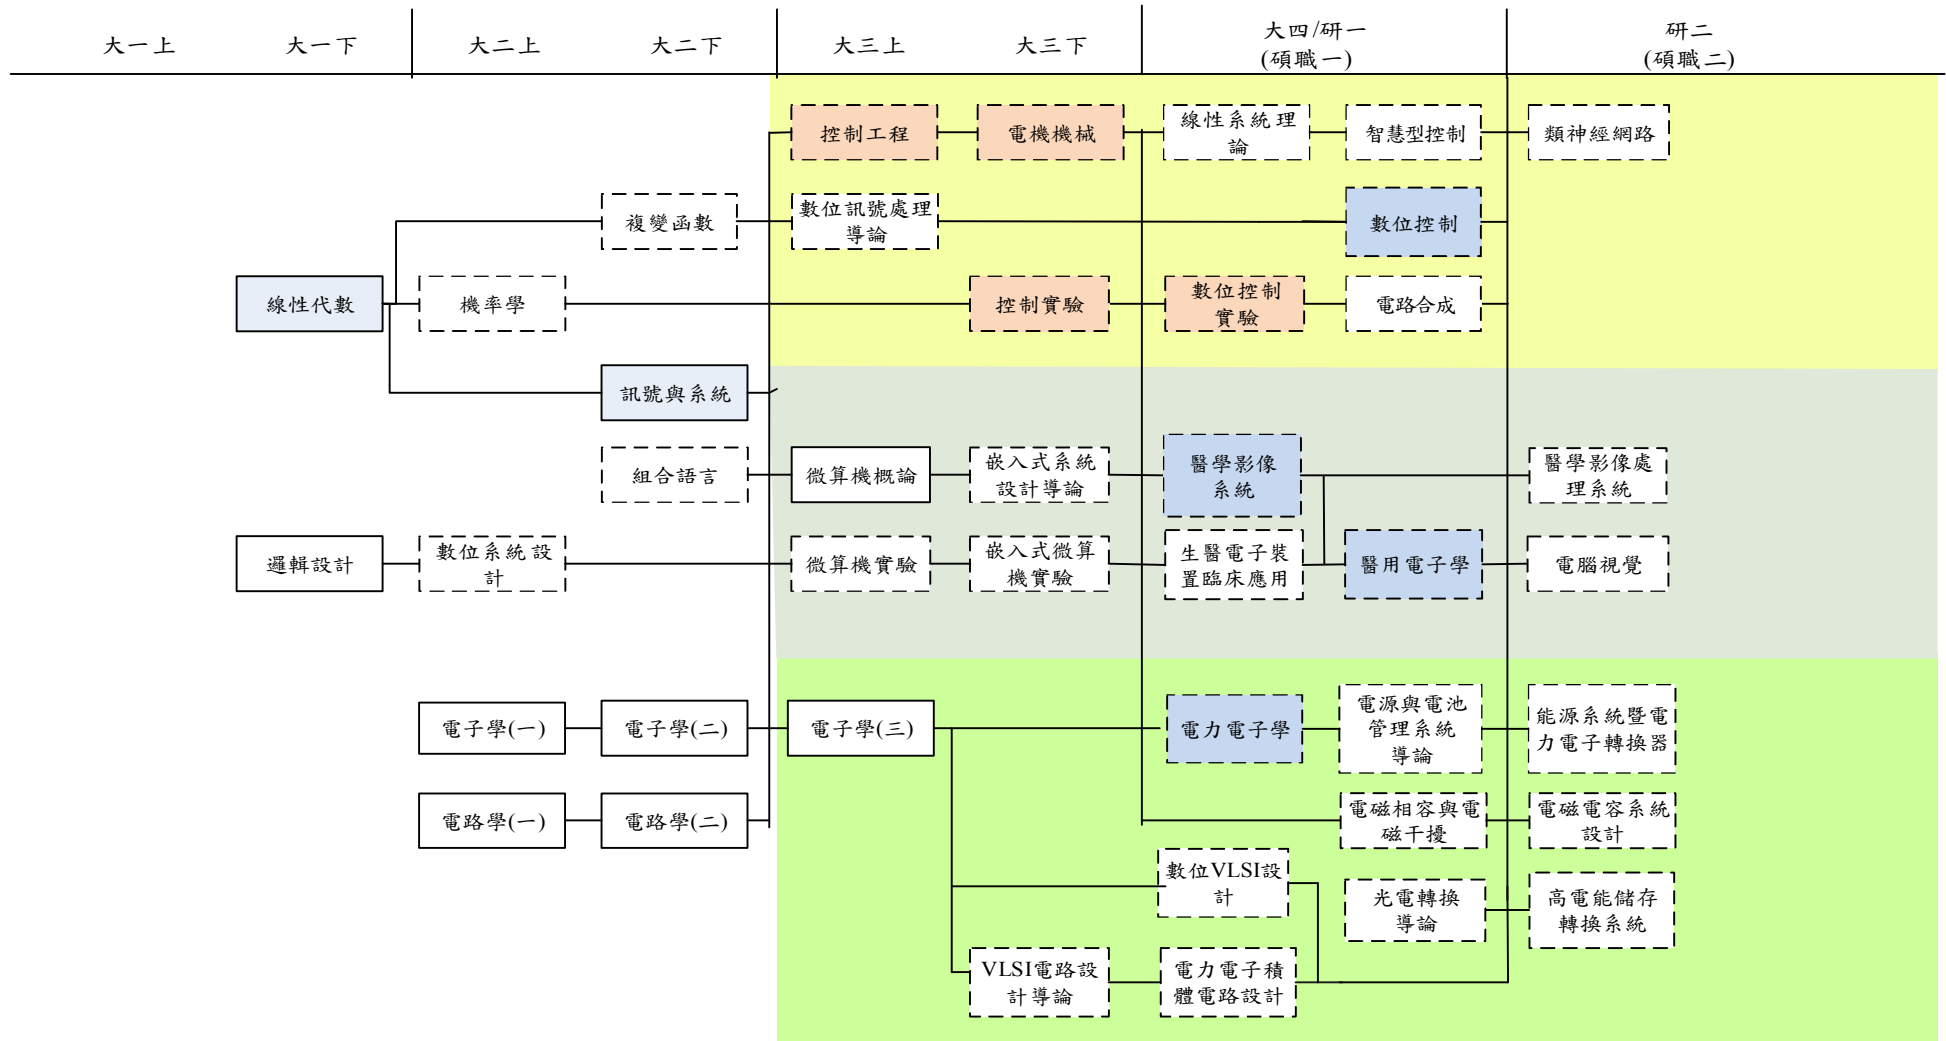 大一上 大一下 大二上 大二下 大三上 大三下 大四/研一 研二
(碩職一) (碩職二)
控制工程 電機機械 線性系統理
論 智慧型控制 類神經網路
複變函數 數位訊號處理
導論 數位控制
線性代數 機率學 控制實驗 數位控制
實驗 電路合成
訊號與系統
組合語言 微算機概論 嵌入式系統
設計導論 醫學影像
系統 醫學影像處
理系統
邏輯設計 數位系統設
計 微算機實驗 嵌入式微算
機實驗 生醫電子裝
置臨床應用 醫用電子學 電腦視覺
電子學(一) 電子學(二) 電子學(三) 電力電子學 電源與電池
管理系統
導論 能源系統暨電
力電子轉換器
電路學(一) 電路學(二) 電磁相容與電
磁干擾 電磁電容系統
設計
數位VLSI設
計 光電轉換
導論 高電能儲存
轉換系統
VLSI電路設
計導論 電力電子積
體電路設計